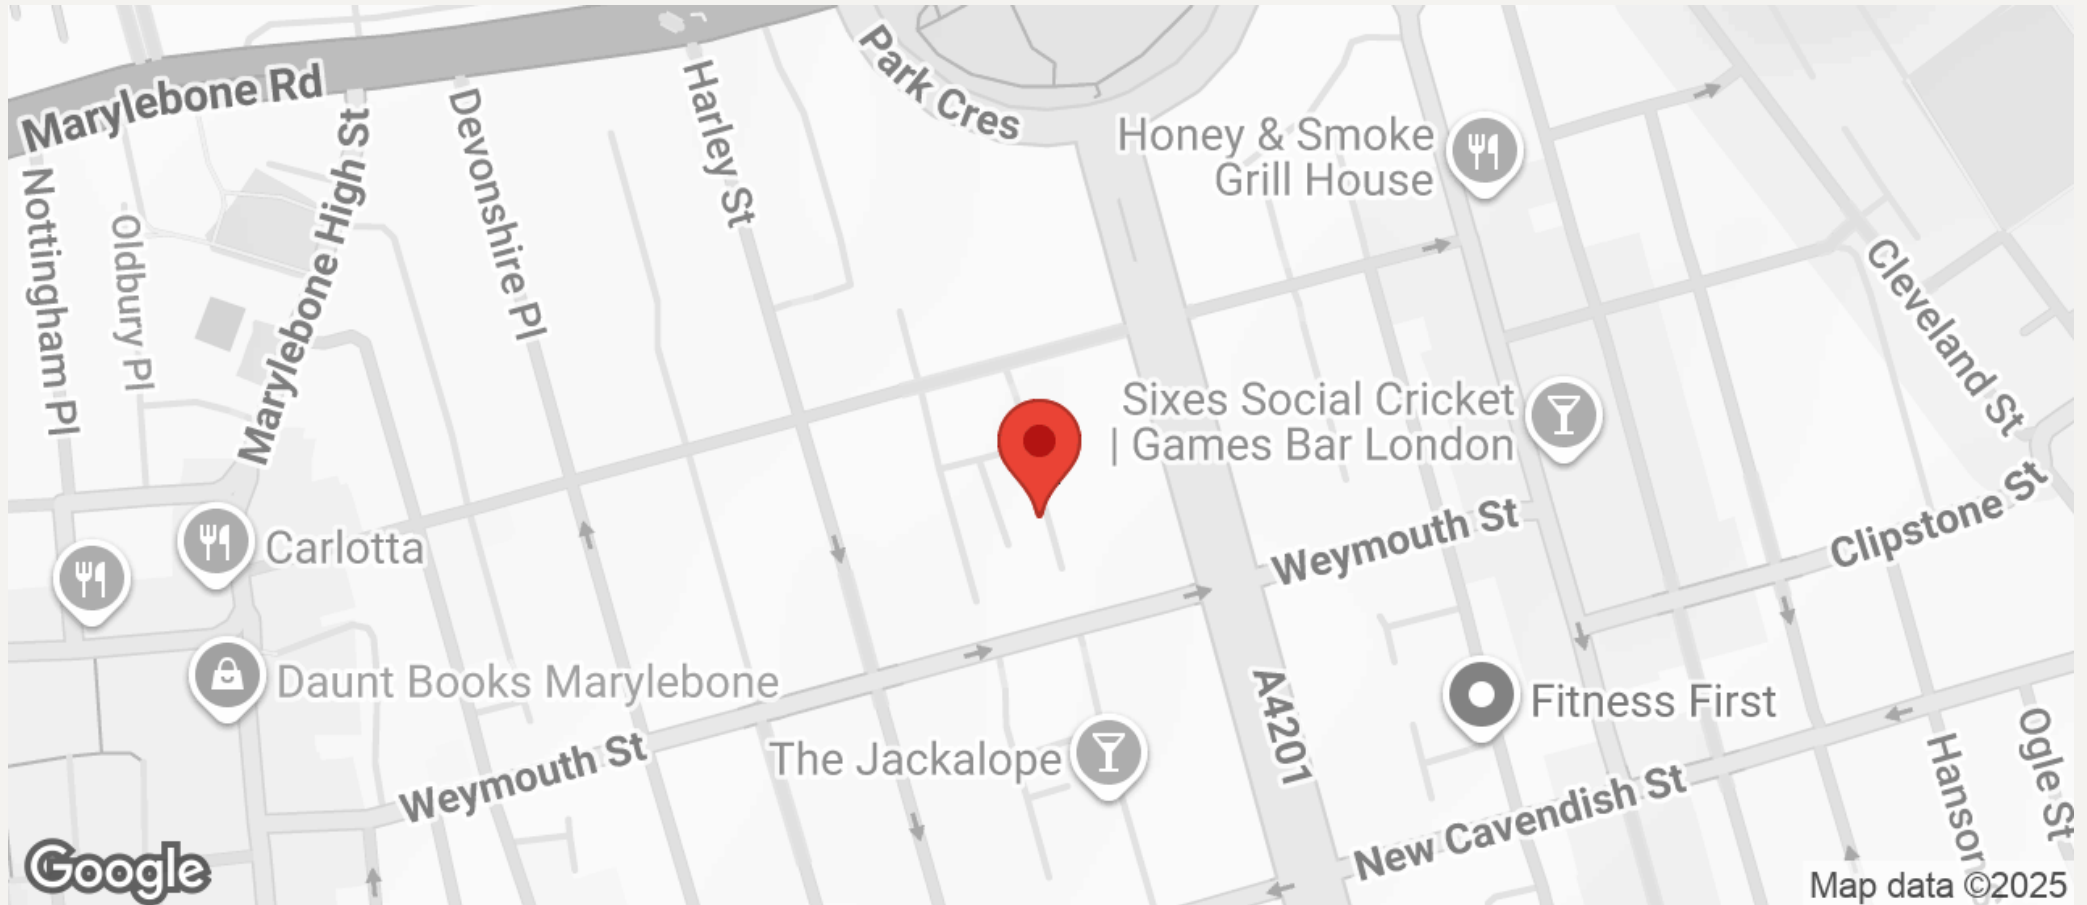 Marylebone Rd
Park Cres
Harley St
Devonshire Pl
Marylebone High St
Nottingham Pl
Oldbury Pl
Honey & Smoke
Grill House
Cleveland St
Sixes Social Cricket
| Games Bar London
Weymouth St
Clipstone St
Carlotta
Daunt Books Marylebone
A4201
Fitness First
The Jackalope
Weymouth St
New Cavendish St
Hanson
Ogle St
Google
Map data ©2025